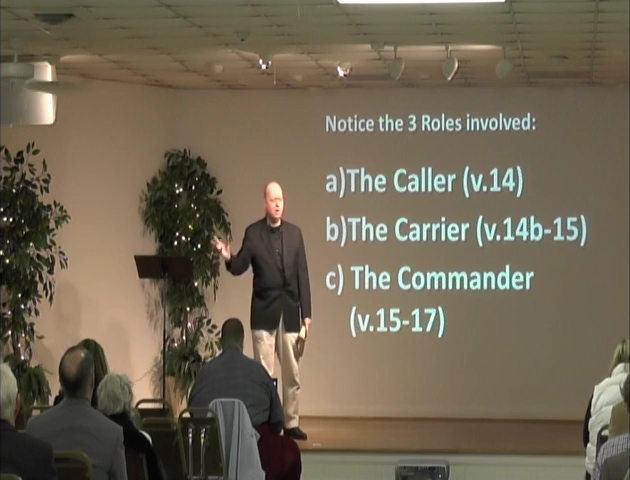 Notice the 3 Roles involved:
a)The Caller (v.14)
b)The Carrier (v.14b-15)
c) The Commander
(v.15-17)